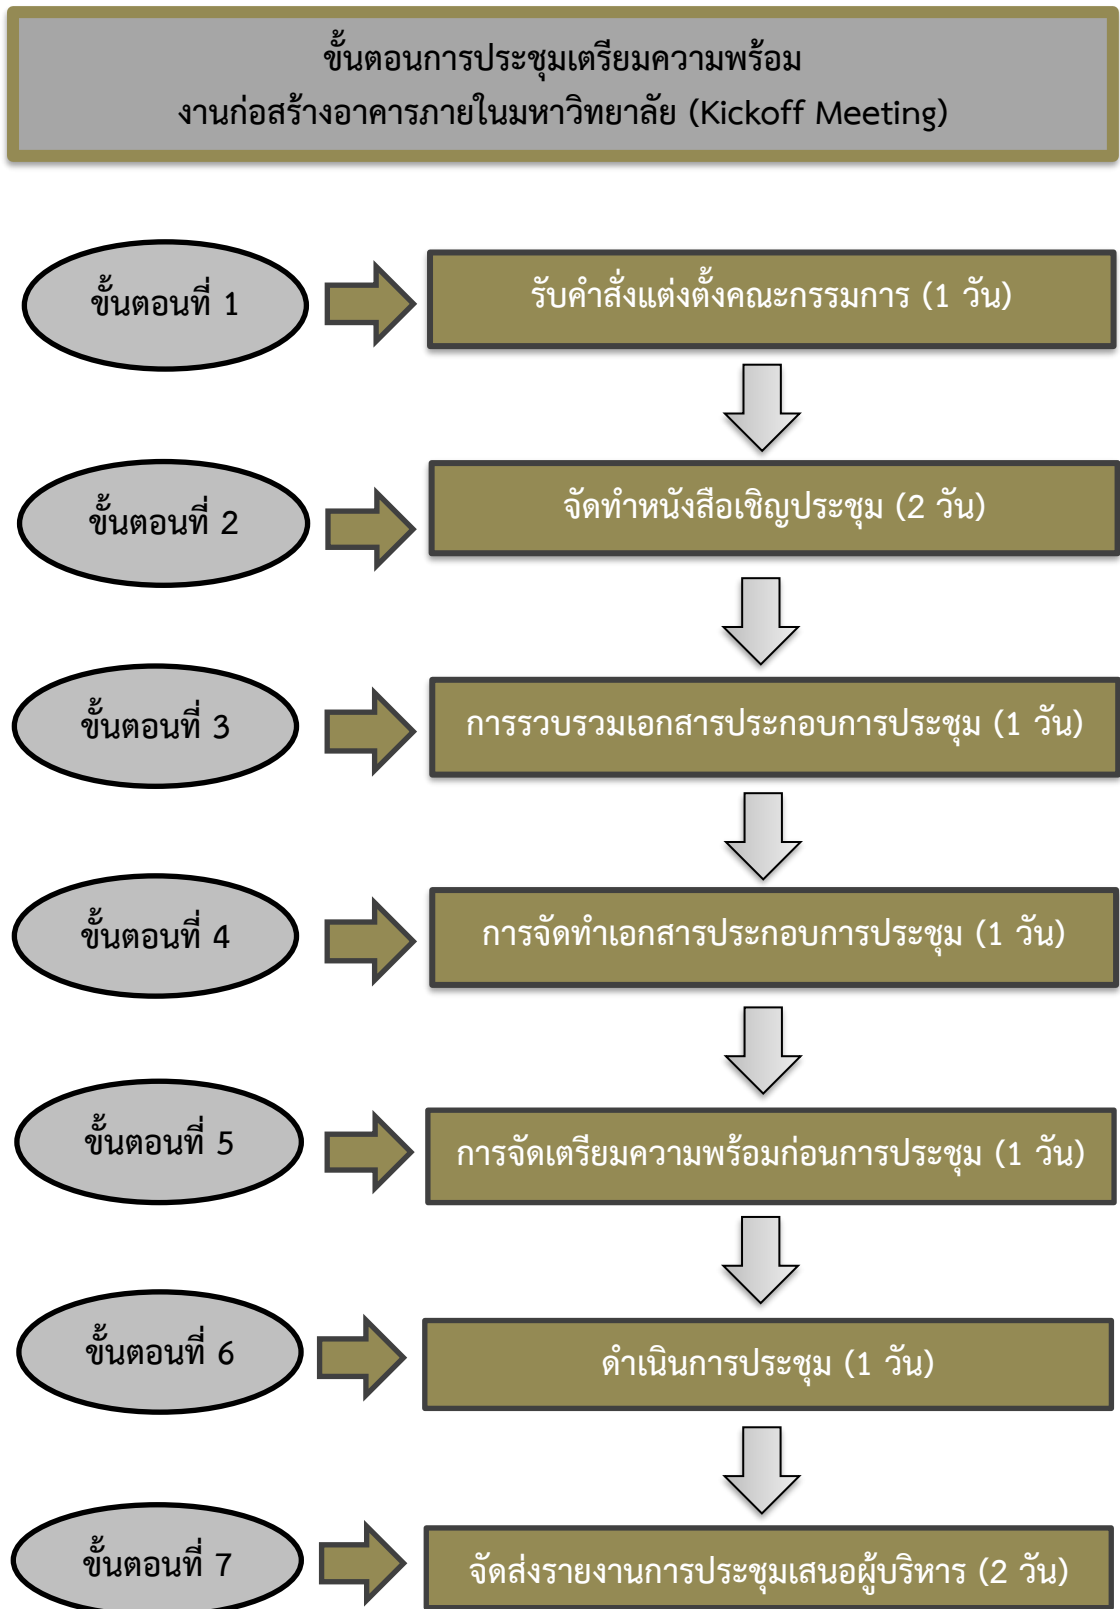 ขั้นตอนการประชุมเตรียมความพร้อม
งานก่อสร้างอาคารภายในมหาวิทยาลัย (Kickoff Meeting)
ขั้นตอนที่ 1
รับคำสั่งแต่งตั้งคณะกรรมการ (1 วัน)
ขั้นตอนที่ 2
จัดทำหนังสือเชิญประชุม (2 วัน)
ขั้นตอนที่ 3
การรวบรวมเอกสารประกอบการประชุม (1 วัน)
ขั้นตอนที่ 4
การจัดทำเอกสารประกอบการประชุม (1 วัน)
ขั้นตอนที่ 5
การจัดเตรียมความพร้อมก่อนการประชุม (1 วัน)
ขั้นตอนที่ 6
ดำเนินการประชุม (1 วัน)
ขั้นตอนที่ 7
จัดส่งรายงานการประชุมเสนอผู้บริหาร (2 วัน)